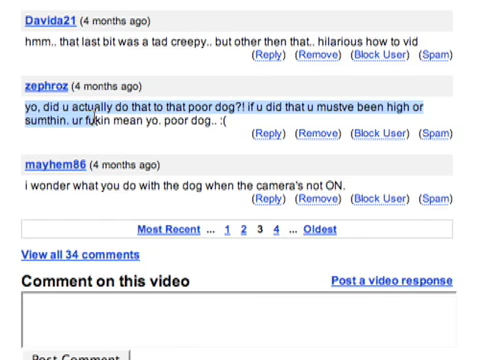 Davida21 (4 months ago)
hmm.. that last bit was a tad creepy.. but other then that.. hilarious how to vid
(Reply) (Remove) (Block User) (Spam)
zephroz (4 months ago)
yo, did u actually do that to that poor dog?! if u did that u mustve been high or
sumthin. ur fukin mean yo. poor dog.. :(
(Reply) (Remove) (Block User) (Spam)
mayhem86 (4 months ago)
i wonder what you do with the dog when the camera's not ON.
(Reply) (Remove) (Block User) (Spam)
Most Recent ... 1 2 3 4 ... Oldest
View all 34 comments
Comment on this video Post a video response
Post Comment